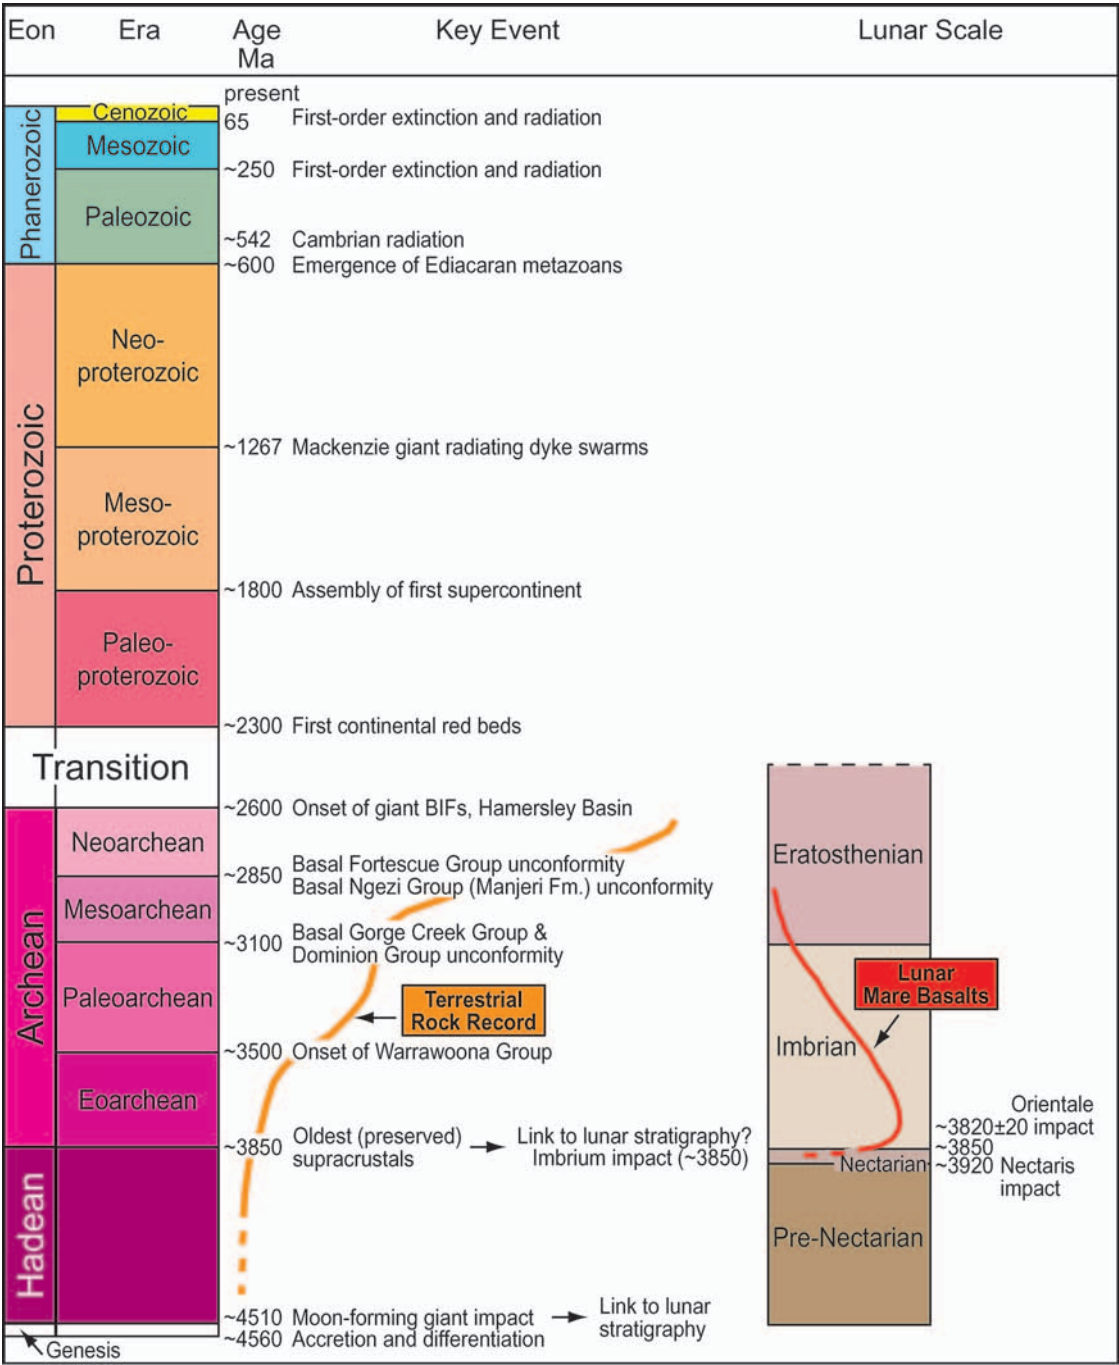 Eon
Era
Age
Ma
Key Event
Lunar Scale
present
Phanerozoic
Cenozoic
65 First-order extinction and radiation
Mesozoic
~250 First-order extinction and radiation
Paleozoic
~542 Cambrian radiation
~600 Emergence of Ediacaran metazoans
Proterozoic
Neo-
proterozoic
~1267 Mackenzie giant radiating dyke swarms
Meso-
proterozoic
~1800 Assembly of first supercontinent
Paleo-
proterozoic
~2300 First continental red beds
Transition
~2600 Onset of giant BIFs, Hamersley Basin
Archean
Neoarchean
Basal Fortescue Group unconformity
~2850
Basal Ngezi Group (Manjeri Fm.) unconformity
Mesoarchean
~3100 Basal Gorge Creek Group &
Dominion Group unconformity
Paleoarchean
Terrestrial
Rock Record
~3500 Onset of Warrawoona Group
Eoarchean
~3850 Oldest (preserved)
supracrustals
Link to lunar stratigraphy?
Imbrium impact (~3850)
Hadean
~4510 Moon-forming giant impact
Link to lunar
stratigraphy
~4560 Accretion and differentiation
Genesis
Eratosthenian
Lunar
Mare Basalts
Imbrian
Orientale
~3820±20 impact
~3850
Nectarian
~3920 Nectaris
impact
Pre-Nectarian